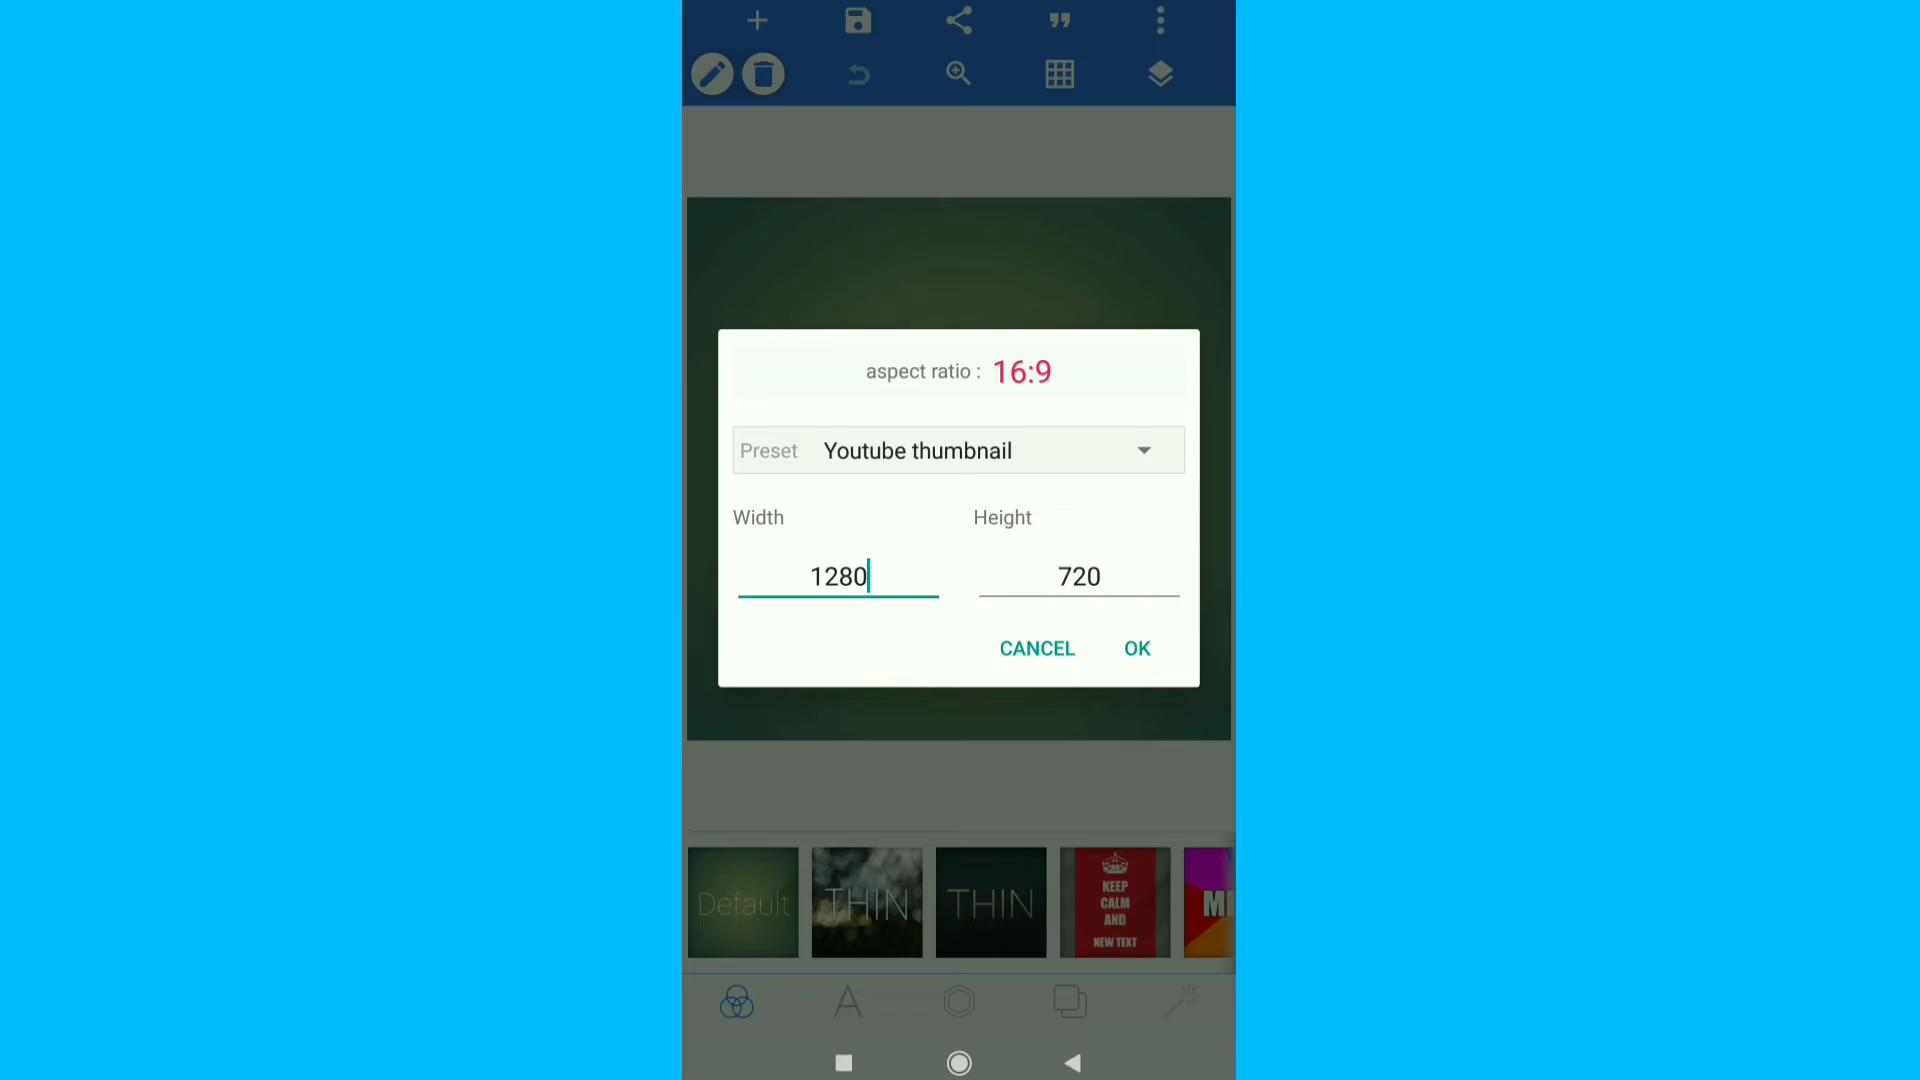 aspect ratio : 16:9
Preset Youtube thumbnail
Width Height
1280 720
CANCEL OK
Default
THIN
THIN
KEEP
CALM
AND
NEW TEXT